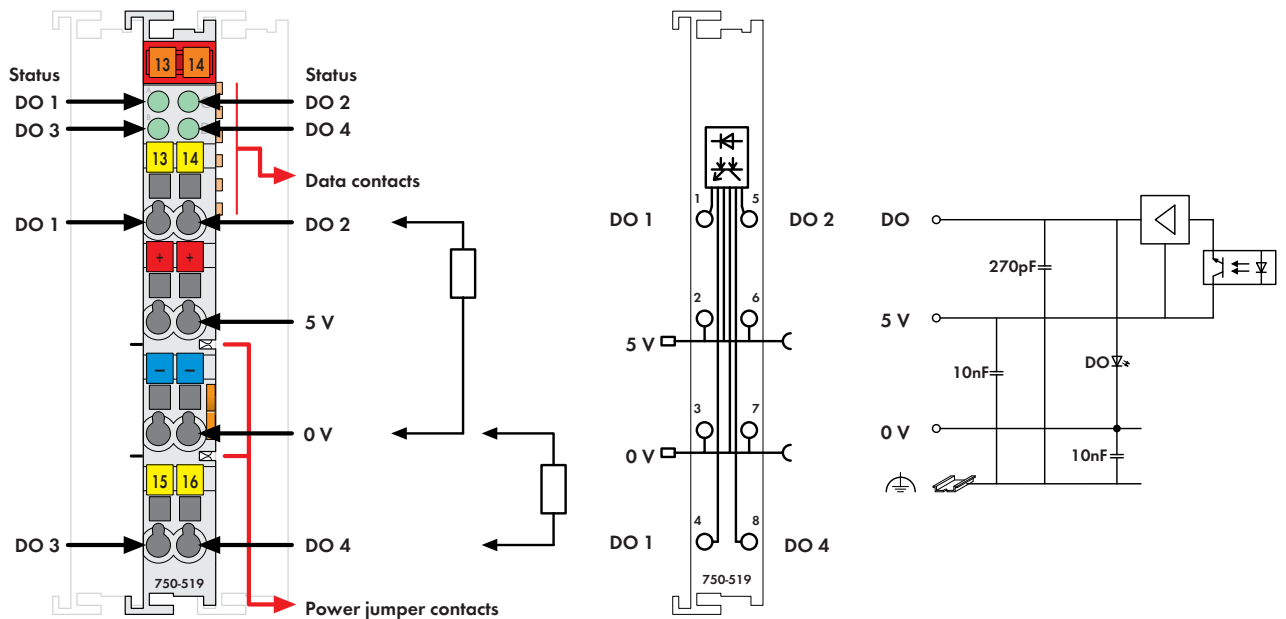 13 14
Status
Status
DO 1
DO 2
DO 3
DO 4
13 14
Data contacts
DO 1
DO 2
+ +
5 V
− −
0 V
15 16
DO 3
DO 4
750-519
Power jumper contacts
1
5
DO 1
DO 2
2
6
5 V
3
7
0 V
4
8
DO 1
DO 4
750-519
DO
270pF
5 V
10nF
DO
0 V
10nF